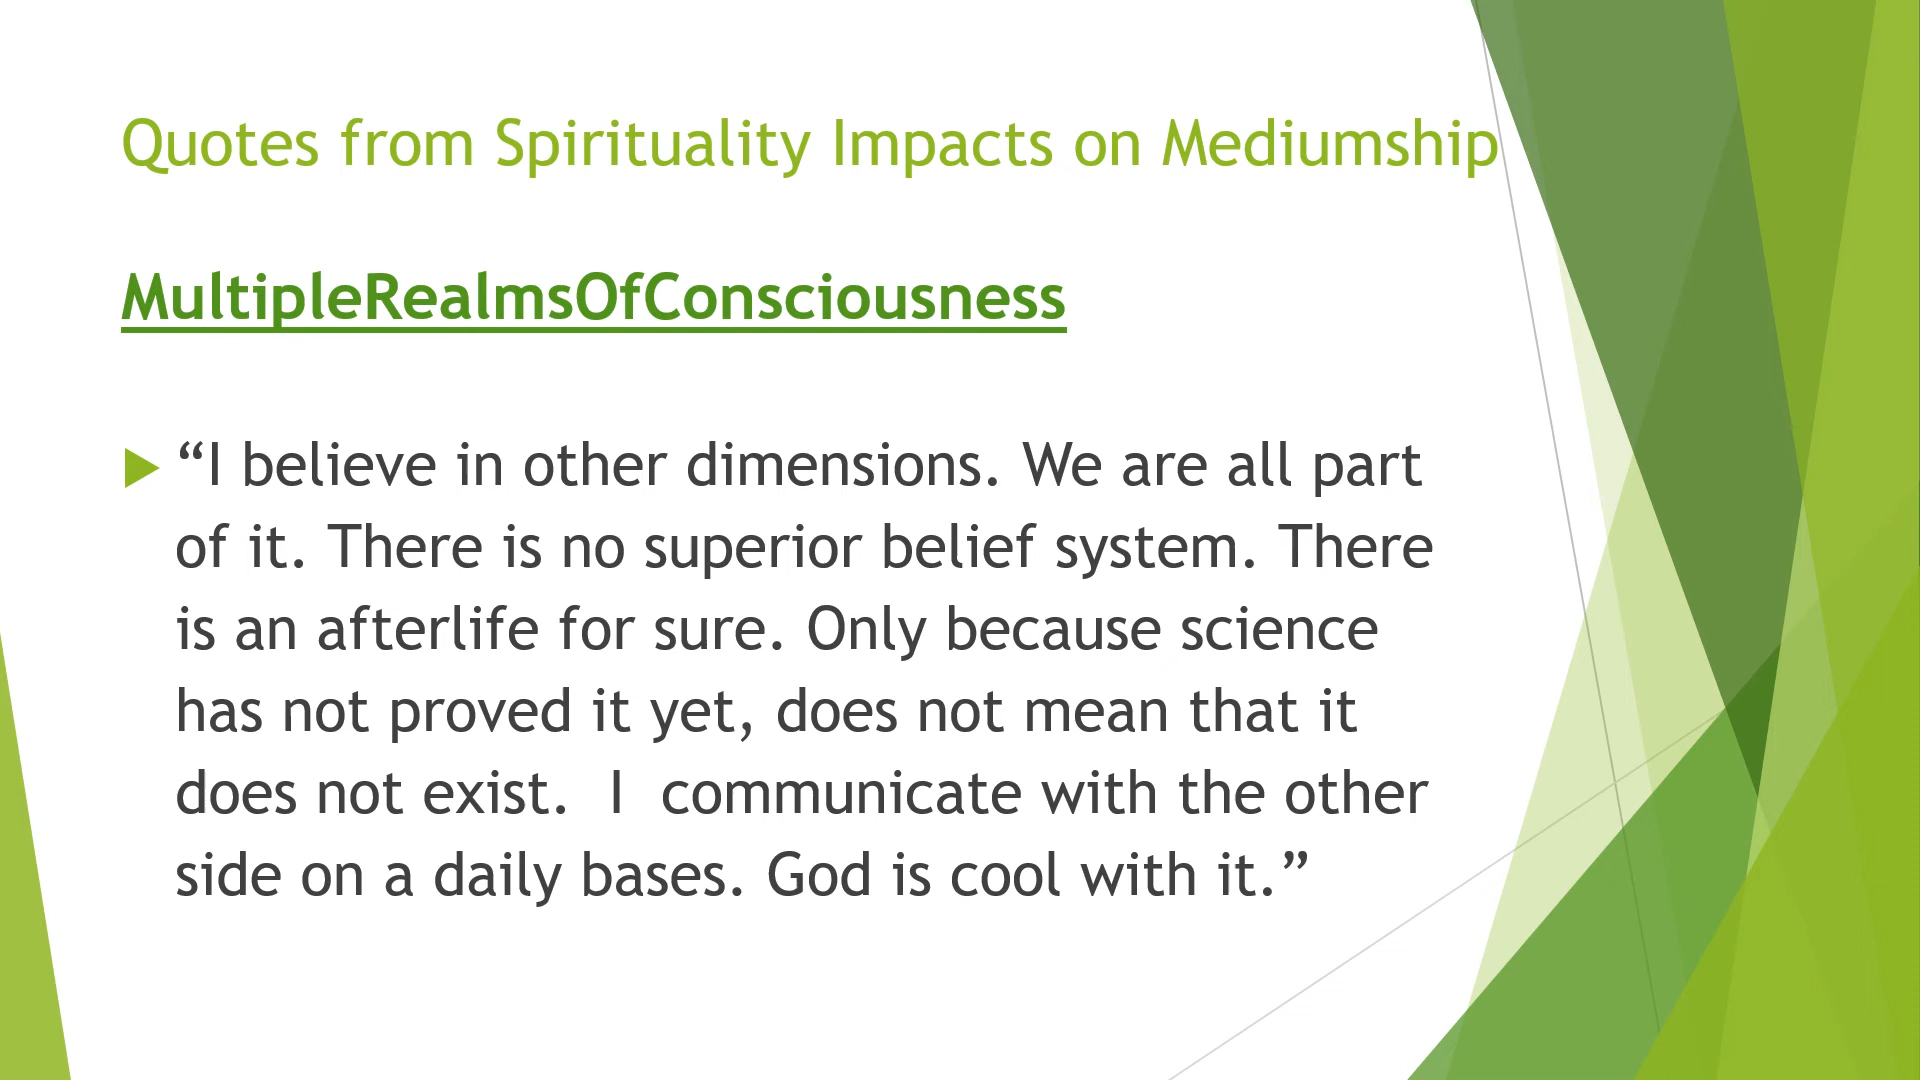 Quotes from Spirituality Impacts on Mediumship
MultipleRealmsOfConsciousness
“I believe in other dimensions. We are all part
of it. There is no superior belief system. There
is an afterlife for sure. Only because science
has not proved it yet, does not mean that it
does not exist.  I  communicate with the other
side on a daily bases. God is cool with it.”